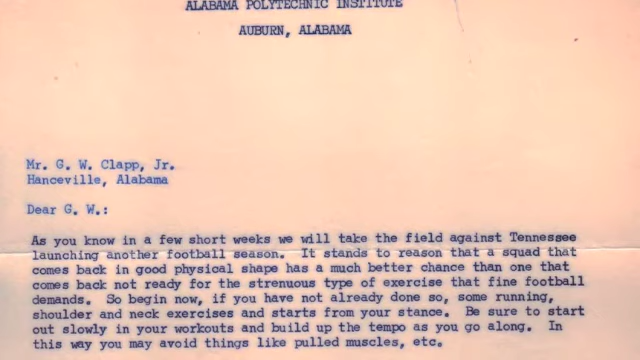 ALABAMA POLYTECHNIC INSTITUTE
AUBURN, ALABAMA
Mr. G. W. Clapp, Jr.
Hanceville, Alabama
Dear G. W.:
As you know in a few short weeks we will take the field against Tennessee
launching another football season. It stands to reason that a squad that
comes back in good physical shape has a much better chance than one that
comes back not ready for the strenuous type of exercise that fine football
demands. So begin now, if you have not already done so, some running,
shoulder and neck exercises and starts from your stance. Be sure to start
out slowly in your workouts and build up the tempo as you go along. In
this way you may avoid things like pulled muscles, etc.